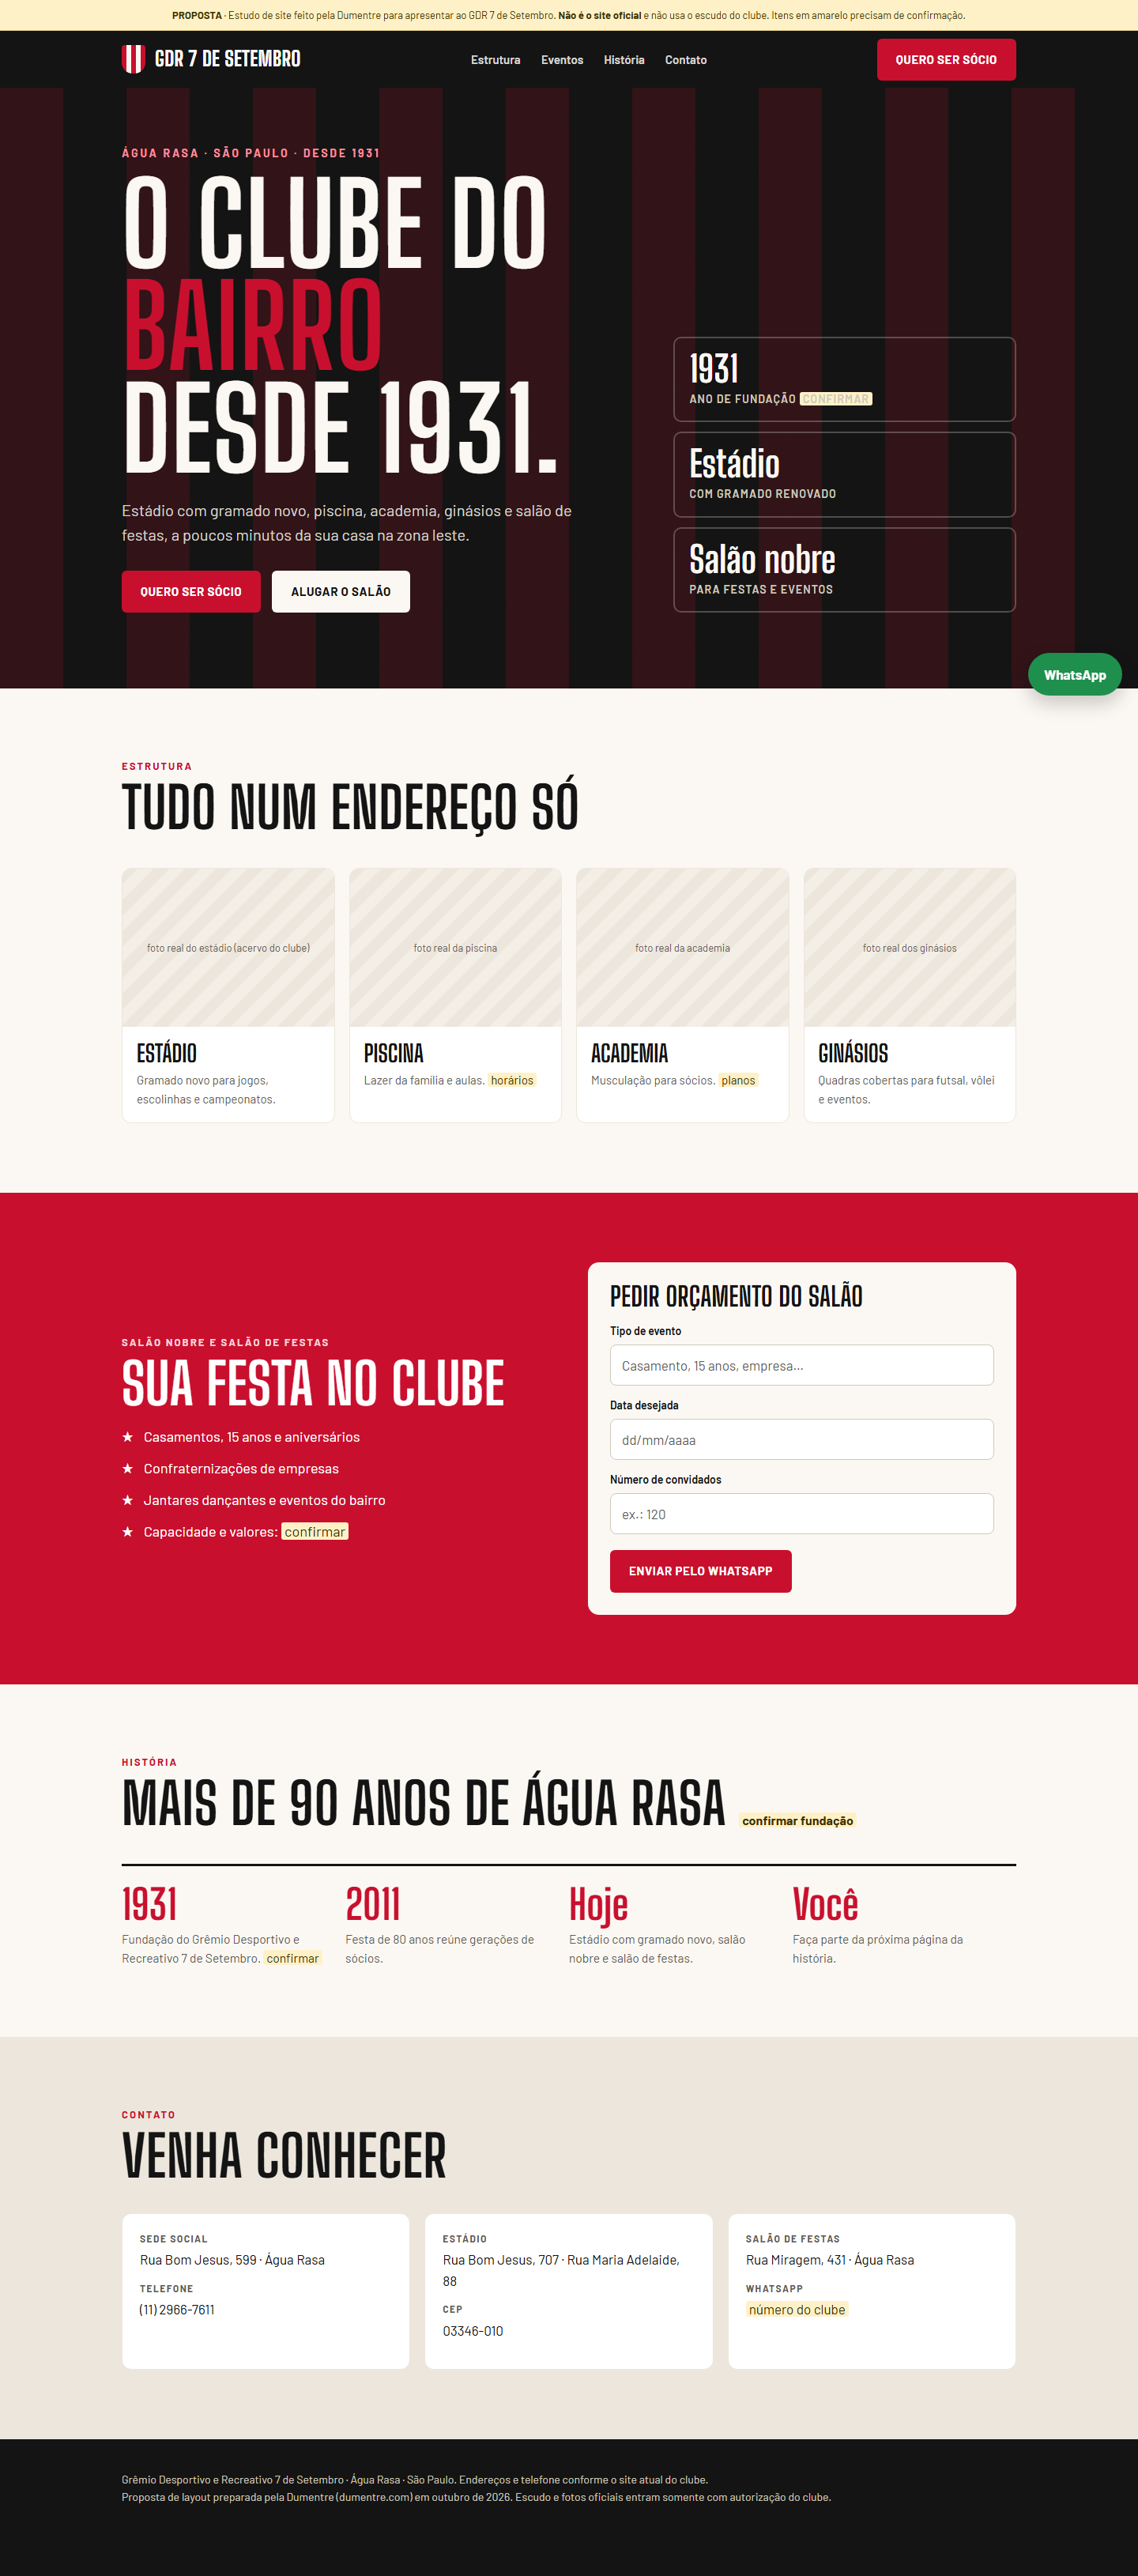 PROPOSTA · Estudo de site feito pela Dumentre para apresentar ao GDR 7 de Setembro. Não é o site oficial e não usa o escudo do clube. Itens em amarelo precisam de confirmação.
GDR 7 DE SETEMBRO
Estrutura
Eventos
História
Contato
QUERO SER SÓCIO
ÁGUA RASA · SÃO PAULO · DESDE 1931
O CLUBE DO
BAIRRO
DESDE 1931.
Estádio com gramado novo, piscina, academia, ginásios e salão de
festas, a poucos minutos da sua casa na zona leste.
QUERO SER SÓCIO
ALUGAR O SALÃO
1931
ANO DE FUNDAÇÃO CONFIRMAR
Estádio
COM GRAMADO RENOVADO
Salão nobre
PARA FESTAS E EVENTOS
WhatsApp
ESTRUTURA
TUDO NUM ENDEREÇO SÓ
foto real do estádio (acervo do clube)
ESTÁDIO
Gramado novo para jogos,
escolinhas e campeonatos.
foto real da piscina
PISCINA
Lazer da família e aulas. horários
foto real da academia
ACADEMIA
Musculação para sócios. planos
foto real dos ginásios
GINÁSIOS
Quadras cobertas para futsal, vôlei
e eventos.
SALÃO NOBRE E SALÃO DE FESTAS
SUA FESTA NO CLUBE
★ Casamentos, 15 anos e aniversários
★ Confraternizações de empresas
★ Jantares dançantes e eventos do bairro
★ Capacidade e valores: confirmar
PEDIR ORÇAMENTO DO SALÃO
Tipo de evento
Casamento, 15 anos, empresa...
Data desejada
dd/mm/aaaa
Número de convidados
ex.: 120
ENVIAR PELO WHATSAPP
HISTÓRIA
MAIS DE 90 ANOS DE ÁGUA RASA confirmar fundação
1931
Fundação do Grêmio Desportivo e
Recreativo 7 de Setembro. confirmar
2011
Festa de 80 anos reúne gerações de
sócios.
Hoje
Estádio com gramado novo, salão
nobre e salão de festas.
Você
Faça parte da próxima página da
história.
CONTATO
VENHA CONHECER
SEDE SOCIAL
Rua Bom Jesus, 599 · Água Rasa
TELEFONE
(11) 2966-7611
ESTÁDIO
Rua Bom Jesus, 707 · Rua Maria Adelaide,
88
CEP
03346-010
SALÃO DE FESTAS
Rua Miragem, 431 · Água Rasa
WHATSAPP
número do clube
Grêmio Desportivo e Recreativo 7 de Setembro · Água Rasa · São Paulo. Endereços e telefone conforme o site atual do clube.
Proposta de layout preparada pela Dumentre (dumentre.com) em outubro de 2026. Escudo e fotos oficiais entram somente com autorização do clube.